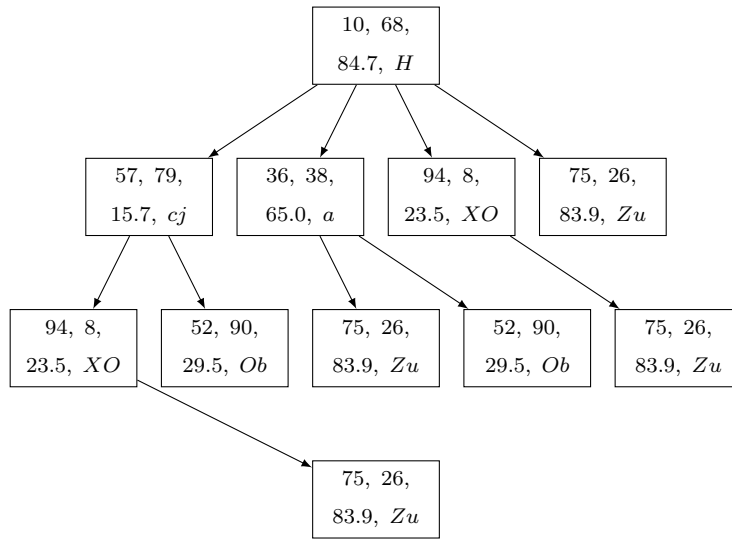 10, 68,
84.7, H
57, 79,
15.7, cj
36, 38,
65.0, a
94, 8,
23.5, XO
75, 26,
83.9, Zu
94, 8,
23.5, XO
52, 90,
29.5, Ob
75, 26,
83.9, Zu
52, 90,
29.5, Ob
75, 26,
83.9, Zu
75, 26,
83.9, Zu